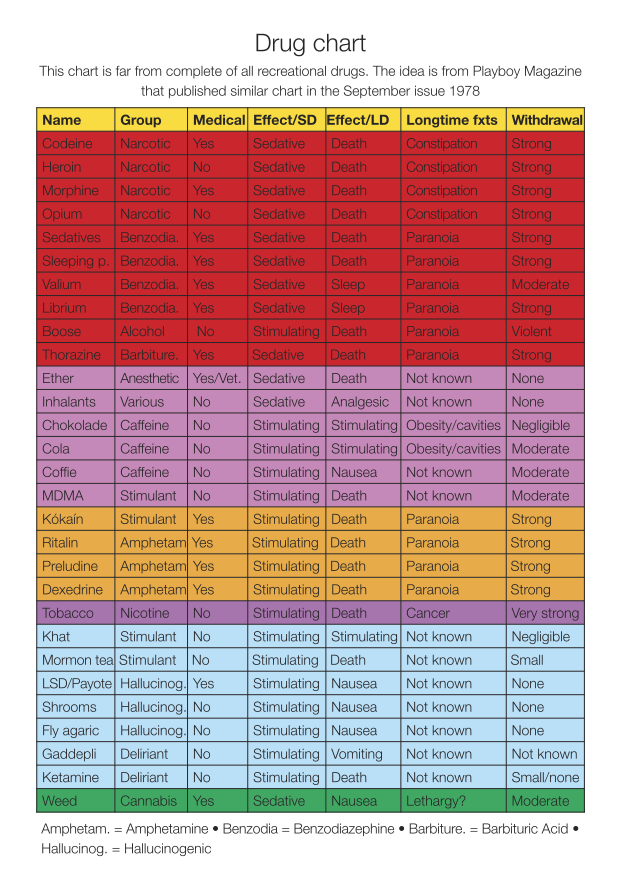 Drug chart
This chart is far from complete of all recreational drugs. The idea is from Playboy Magazine
that published similar chart in the September issue 1978
Name Group Medical Effect/SD Effect/LD Longtime fxts Withdrawal
Codeine Narcotic Yes Sedative Death Constipation Strong
Heroin Narcotic No Sedative Death Constipation Strong
Morphine Narcotic Yes Sedative Death Constipation Strong
Opium Narcotic No Sedative Death Constipation Strong
Sedatives Benzodia. Yes Sedative Death Paranoia Strong
Sleeping p. Benzodia. Yes Sedative Death Paranoia Strong
Valium Benzodia. Yes Sedative Sleep Paranoia Moderate
Librium Benzodia. Yes Sedative Sleep Paranoia Strong
Boose Alcohol No Stimulating Death Paranoia Violent
Thorazine Barbiture. Yes Sedative Death Paranoia Strong
Ether Anesthetic Yes/Vet. Sedative Death Not known None
Inhalants Various No Sedative Analgesic Not known None
Chokolade Caffeine No Stimulating Stimulating Obesity/cavities Negligible
Cola Caffeine No Stimulating Stimulating Obesity/cavities Moderate
Coffie Caffeine No Stimulating Nausea Not known Moderate
MDMA Stimulant No Stimulating Death Not known Moderate
Kókaín Stimulant Yes Stimulating Death Paranoia Strong
Ritalin Amphetam Yes Stimulating Death Paranoia Strong
Preludine Amphetam Yes Stimulating Death Paranoia Strong
Dexedrine Amphetam Yes Stimulating Death Paranoia Strong
Tobacco Nicotine No Stimulating Death Cancer Very strong
Khat Stimulant No Stimulating Stimulating Not known Negligible
Mormon tea Stimulant No Stimulating Death Not known Small
LSD/Payote Hallucinog. Yes Stimulating Nausea Not known None
Shrooms Hallucinog. No Stimulating Nausea Not known None
Fly agaric Hallucinog. No Stimulating Nausea Not known None
Gaddepli Deliriant No Stimulating Vomiting Not known Not known
Ketamine Deliriant No Stimulating Death Not known Small/none
Weed Cannabis Yes Sedative Nausea Lethargy? Moderate
Amphetam. = Amphetamine • Benzodia = Benzodiazephine • Barbiture. = Barbituric Acid •
Hallucinog. = Hallucinogenic